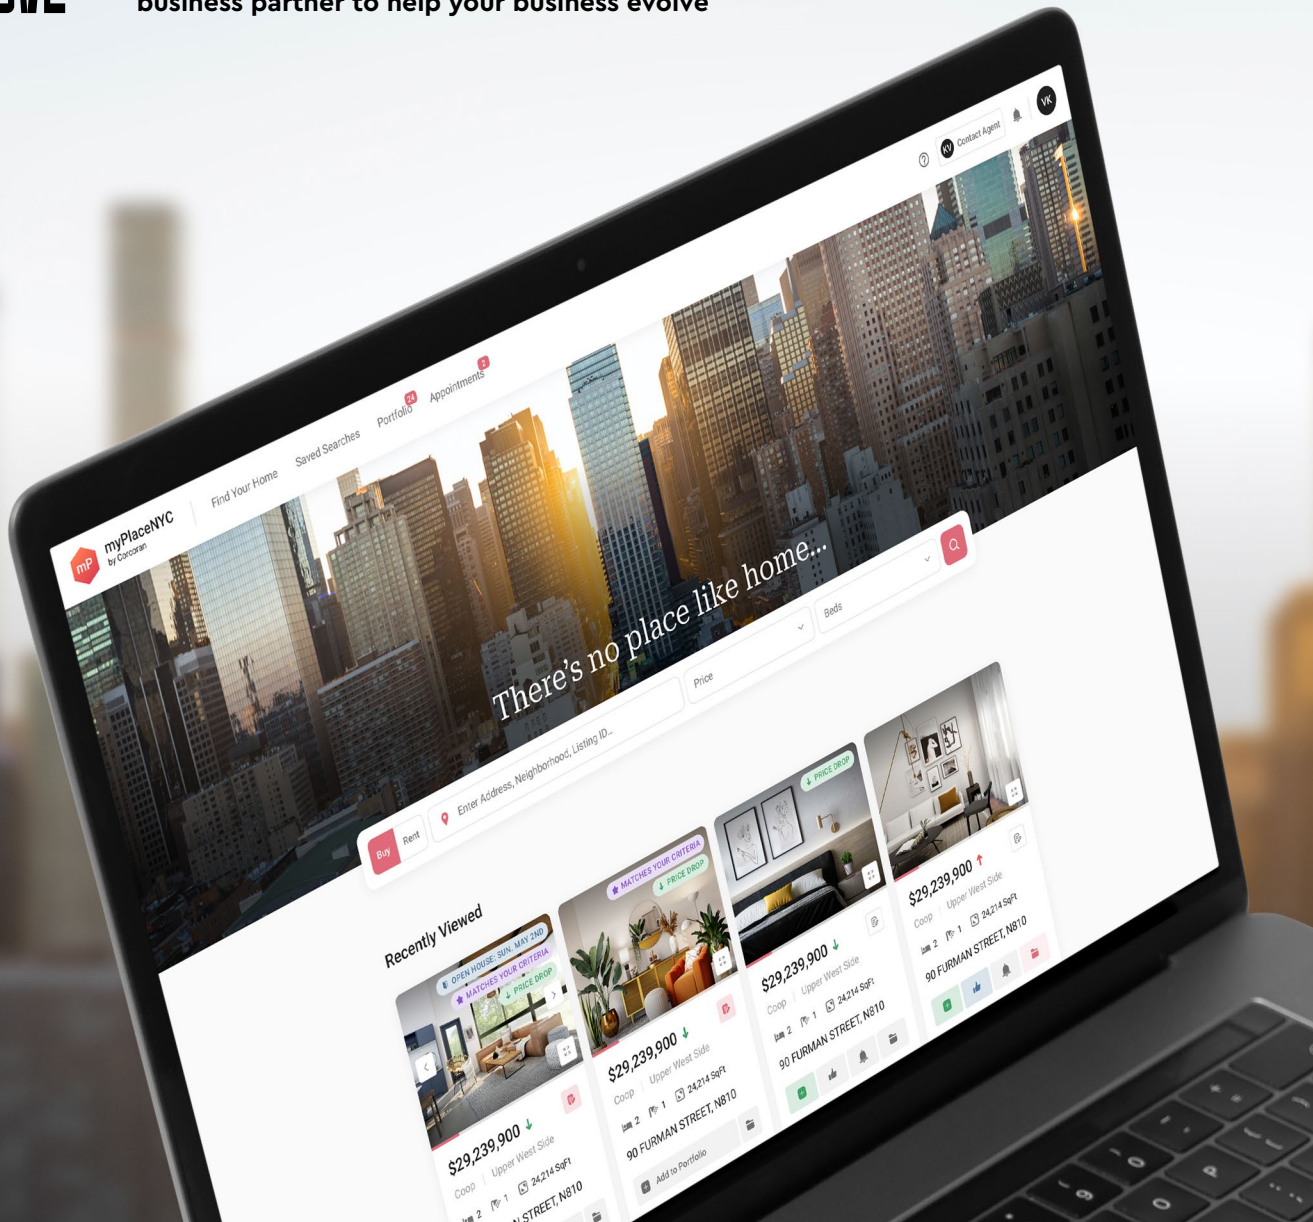 business partner to help your business evolve
myPlaceNYC
by Corcoran
mP
Find Your Home
Saved Searches
Portfolio
24
Appointments
2
KV
Contact Agent
VK
There's no place like home...
Buy
Rent
Enter Address, Neighborhood, Listing ID...
Price
Beds
Recently Viewed
OPEN HOUSE: SUN. MAY 2ND
MATCHES YOUR CRITERIA
PRICE DROP
$29,239,900
Coop | Upper West Side
2 1 24,214 SqFt
STREET, N810
MATCHES YOUR CRITERIA
PRICE DROP
$29,239,900
Coop | Upper West Side
2 1 24,214 SqFt
90 FURMAN STREET, N810
Add to Portfolio
PRICE DROP
$29,239,900
Coop | Upper West Side
2 1 24,214 SqFt
90 FURMAN STREET, N810
$29,239,900
Coop | Upper West Side
2 1 24,214 SqFt
90 FURMAN STREET, N810